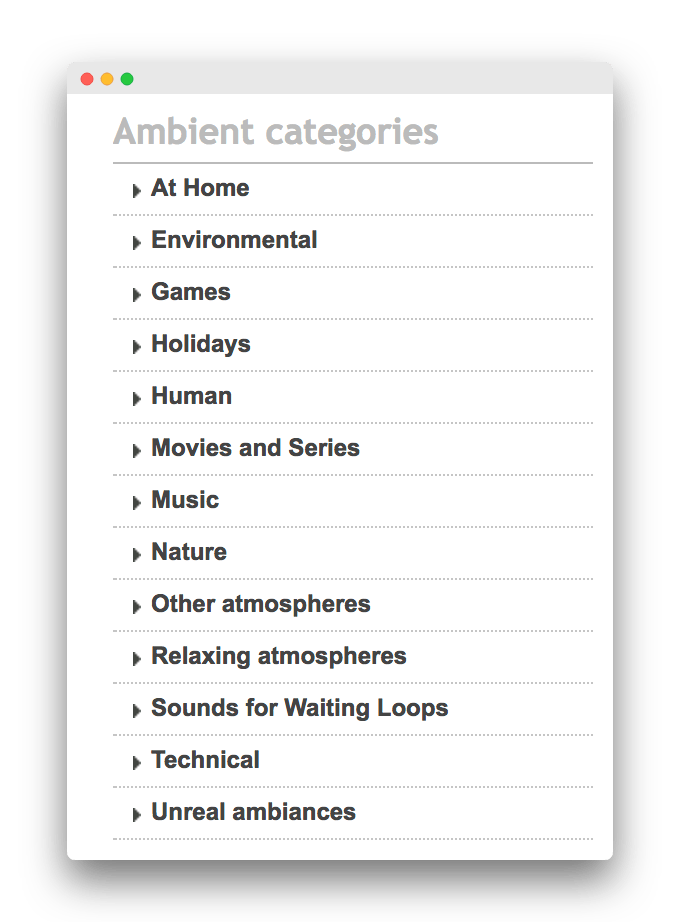 Ambient categories
At Home
Environmental
Games
Holidays
Human
Movies and Series
Music
Nature
Other atmospheres
Relaxing atmospheres
Sounds for Waiting Loops
Technical
Unreal ambiances